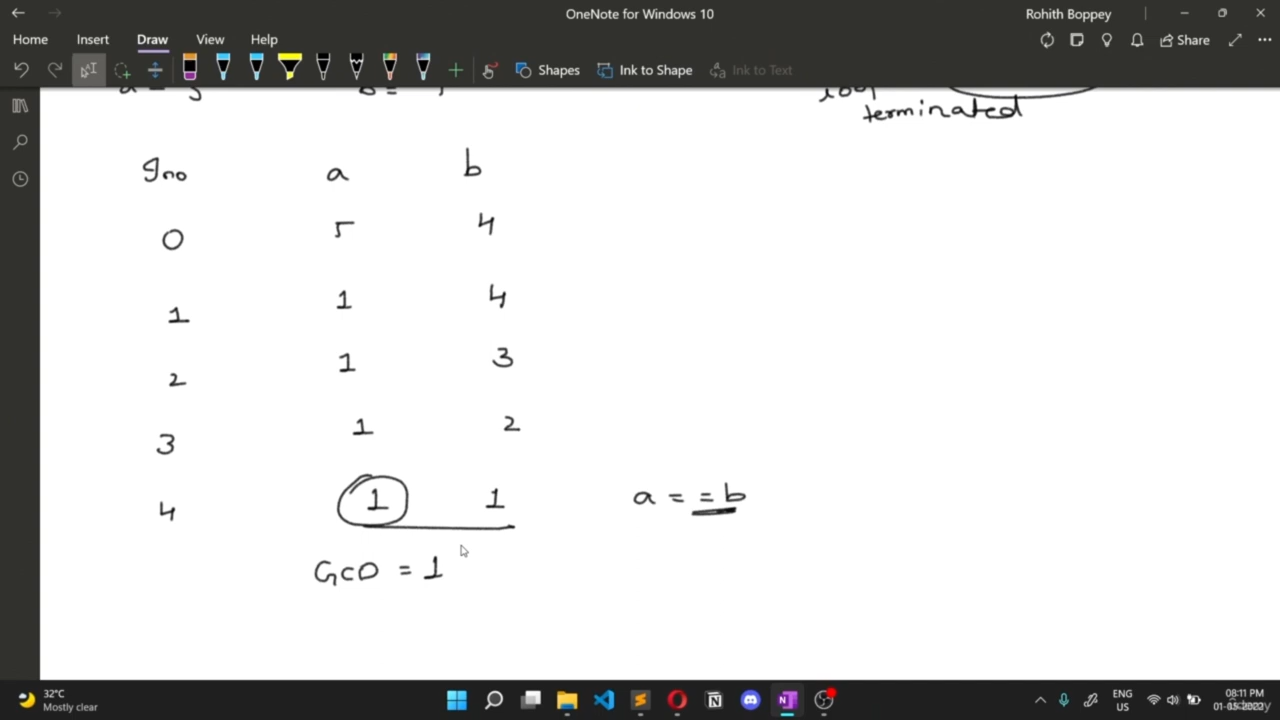 OneNote for Windows 10
Rohith Boppey
Home Insert Draw View Help
Share
Shapes Ink to Shape Ink to Text
terminated
Ino a b
0 5 4
1 1 4
2 1 3
3 1 2
4 1 1 a = = b
GCD = 1
32°C
Mostly clear
ENG
US
08:11 PM